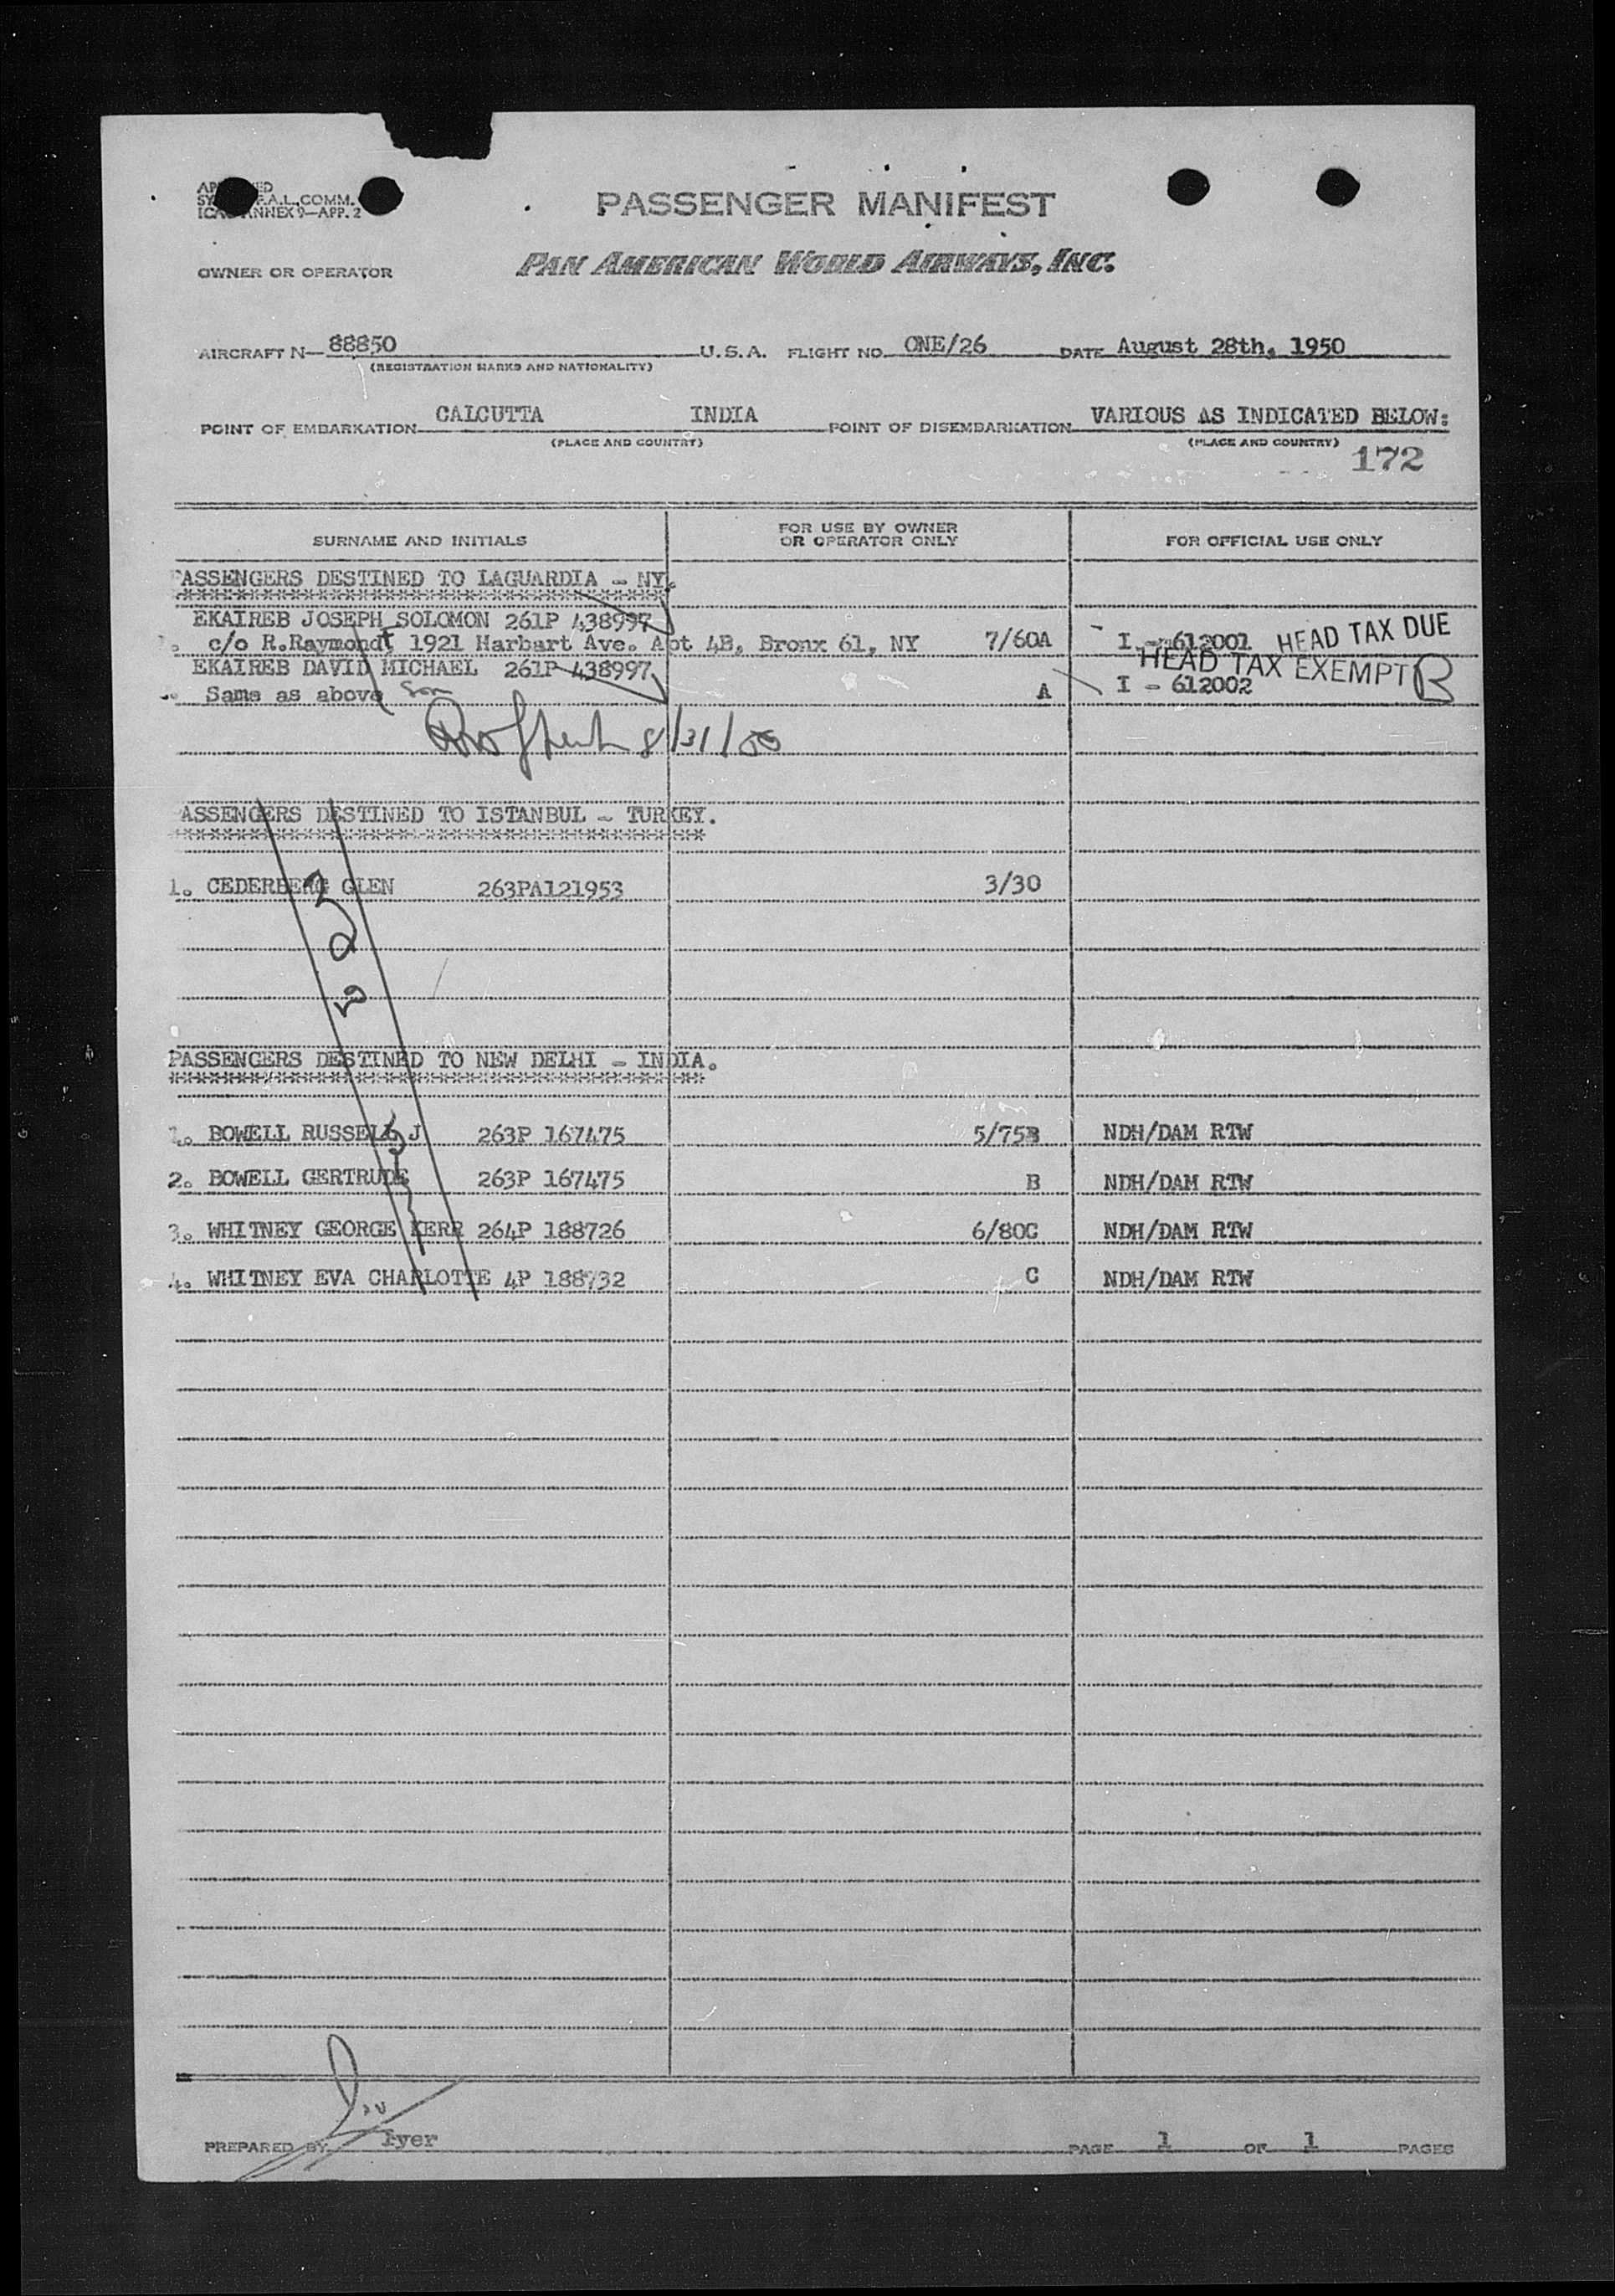 PASSENGER MANIFEST
OWNER OR OPERATOR PAN AMERICAN WORLD AIRWAYS, INC.
AIRCRAFT N— 88850 U.S.A. FLIGHT NO. ONE/26 DATE August 28th, 1950
(REGISTRATION MARKS AND NATIONALITY)
POINT OF EMBARKATION CALCUTTA INDIA POINT OF DISEMBARKATION VARIOUS AS INDICATED BELOW:
(PLACE AND COUNTRY) (PLACE AND COUNTRY)
172
SURNAME AND INITIALS FOR USE BY OWNER OR OPERATOR ONLY FOR OFFICIAL USE ONLY
PASSENGERS DESTINED TO LAGUARDIA - NY.
EKAIREB JOSEPH SOLOMON 261P 438997
c/o R.Raymondt, 1921 Harbart Ave. Apt 4B, Bronx 61, NY 7/60A I - 612001 HEAD TAX DUE
EKAIREB DAVID MICHAEL 261P 438997 HEAD TAX EXEMPT B
Same as above Son A I - 612002
8/31/50
PASSENGERS DESTINED TO ISTANBUL - TURKEY.
1. CEDERBERG GLEN 263PA121953 3/30
PASSENGERS DESTINED TO NEW DELHI - INDIA.
1. BOWELL RUSSELL J 263P 167475 5/75B NDH/DAM RTW
2. BOWELL GERTRUDE 263P 167475 B NDH/DAM RTW
3. WHITNEY GEORGE KERR 264P 188726 6/80C NDH/DAM RTW
4. WHITNEY EVA CHARLOTTE 4P 188732 C NDH/DAM RTW
PREPARED BY Iyer PAGE 1 OF 1 PAGES